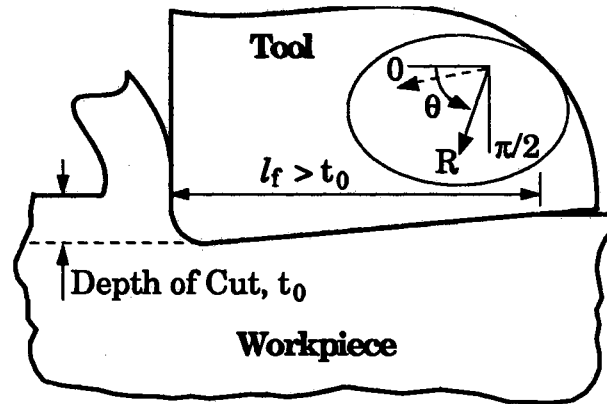 Tool
0
θ
π/2
R
l_f > t_0
Depth of Cut, t_0
Workpiece